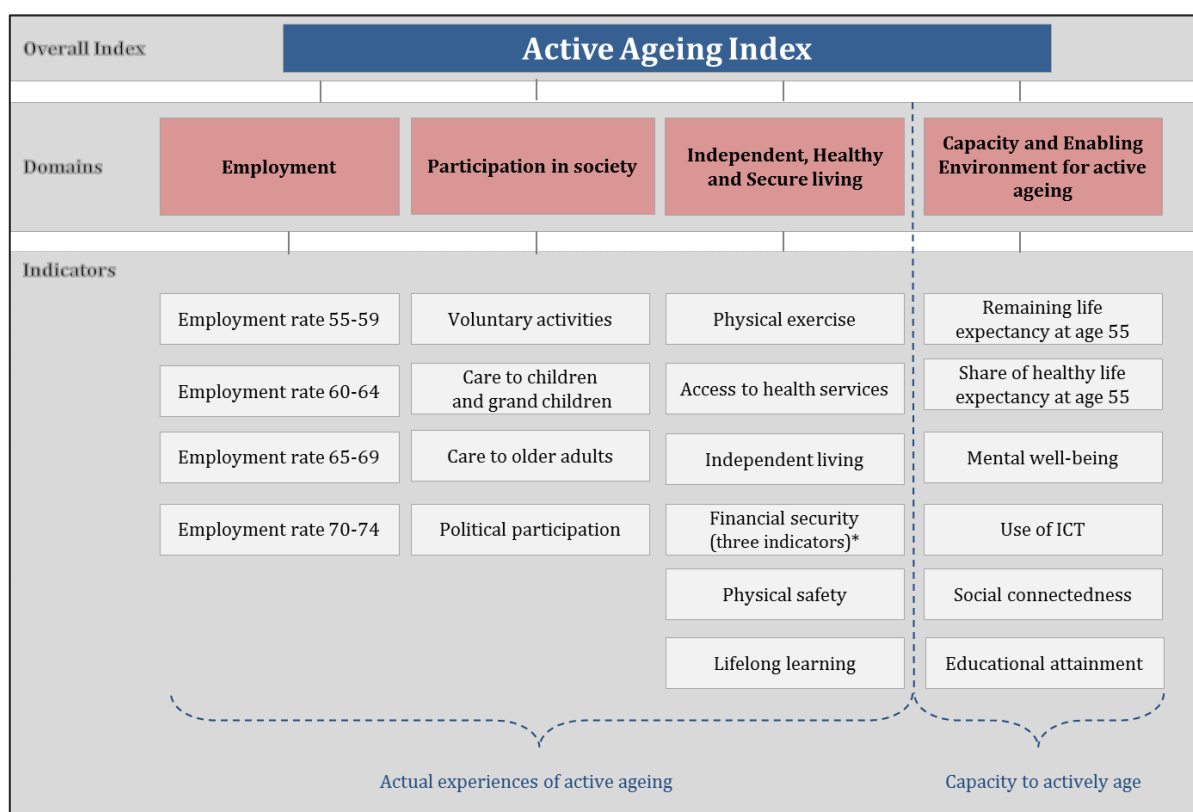 Overall Index
Active Ageing Index
Domains
Employment
Participation in society
Independent, Healthy
and Secure living
Capacity and Enabling
Environment for active
ageing
Indicators
Employment rate 55-59
Employment rate 60-64
Employment rate 65-69
Employment rate 70-74
Voluntary activities
Care to children
and grand children
Care to older adults
Political participation
Physical exercise
Access to health services
Independent living
Financial security
(three indicators)*
Physical safety
Lifelong learning
Remaining life
expectancy at age 55
Share of healthy life
expectancy at age 55
Mental well-being
Use of ICT
Social connectedness
Educational attainment
Actual experiences of active ageing
Capacity to actively age